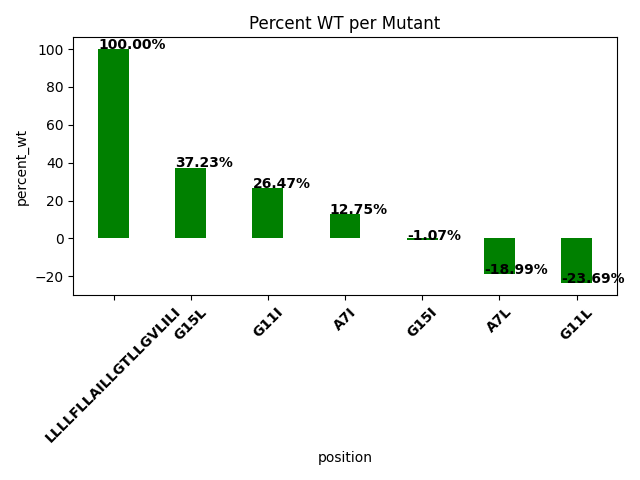 Percent WT per Mutant
percent_wt
100
80
60
40
20
0
−20
100.00%
37.23%
26.47%
12.75%
-1.07%
-18.99%
-23.69%
LLLLFLLAILLGTLLGVLILI
G15L
G11I
A7I
G15I
A7L
G11L
position